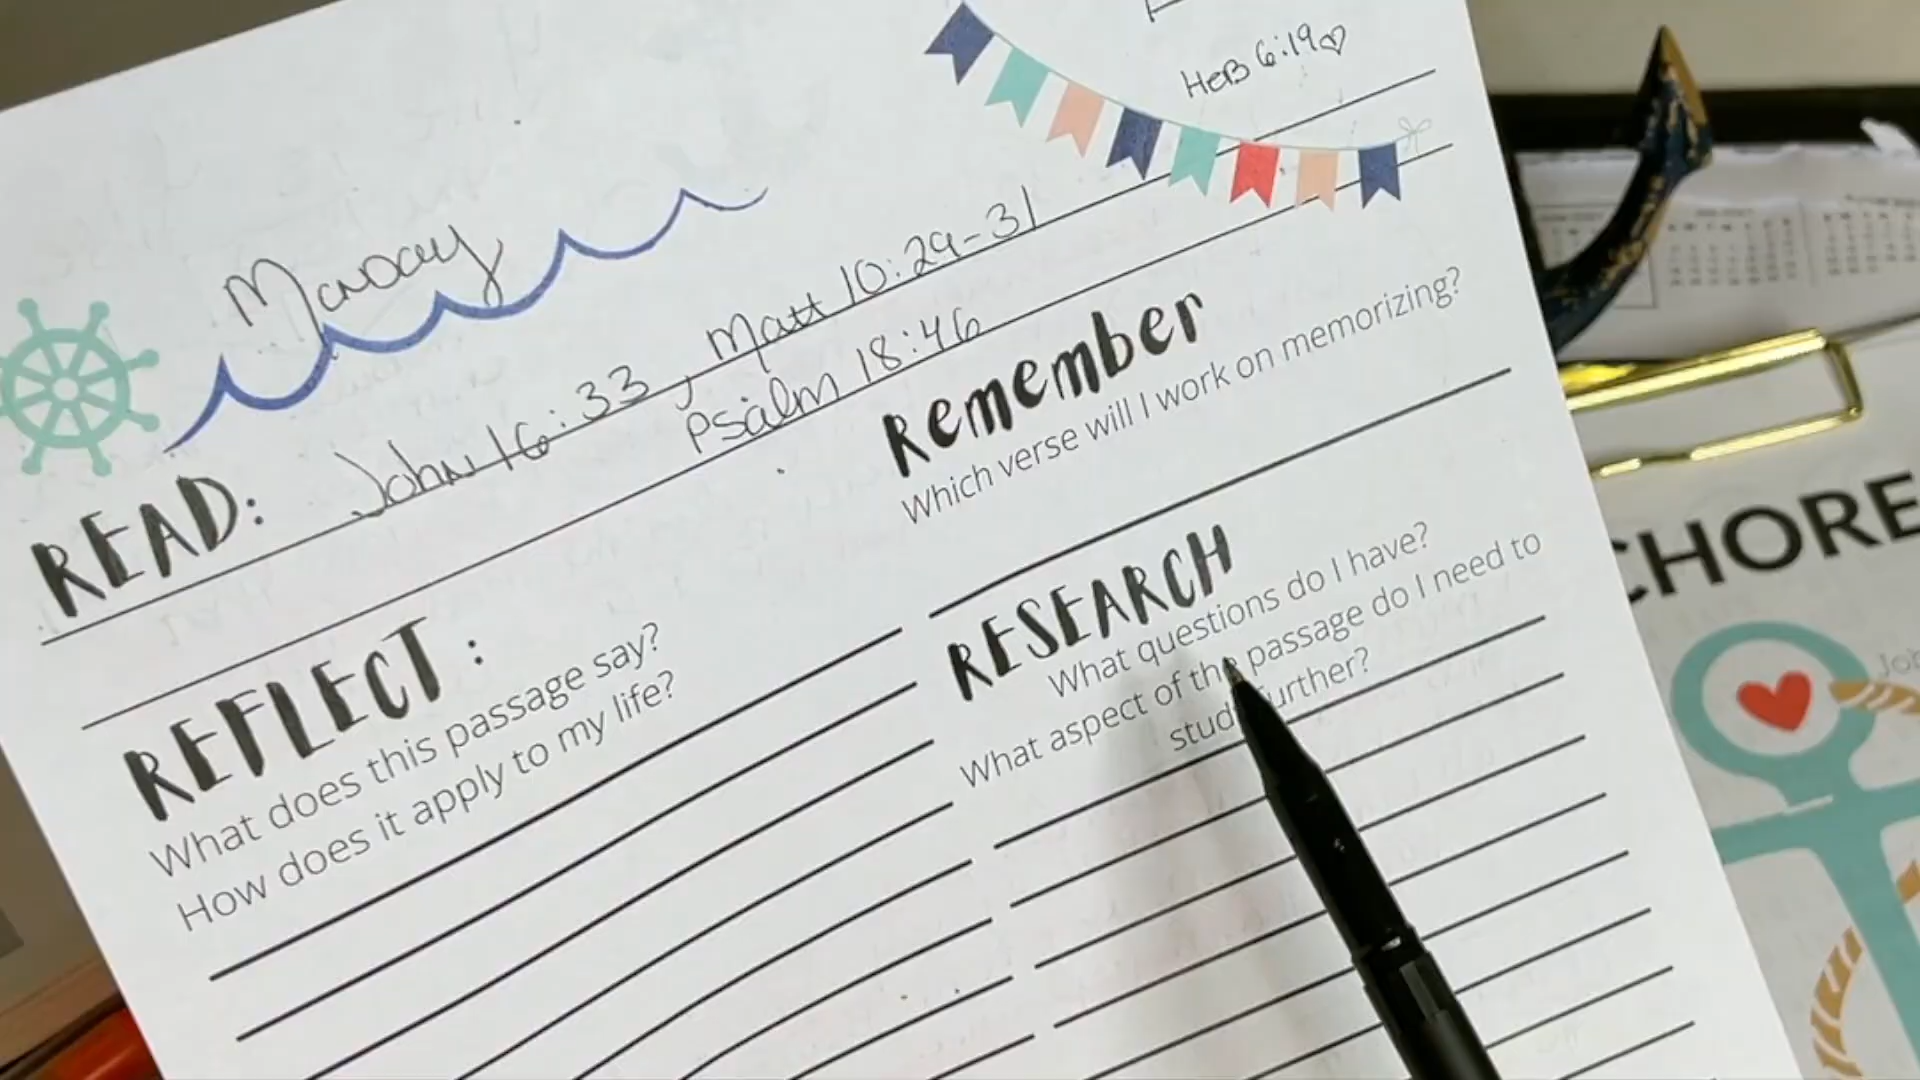 HeB 6:19
Monday
READ: John 16:33, Matt 10:29-31
Psalm 18:46
Remember
Which verse will I work on memorizing?
REFLECT:
What does this passage say?
How does it apply to my life?
RESEARCH
What questions do I have?
What aspect of the passage do I need to
study further?
CHORE